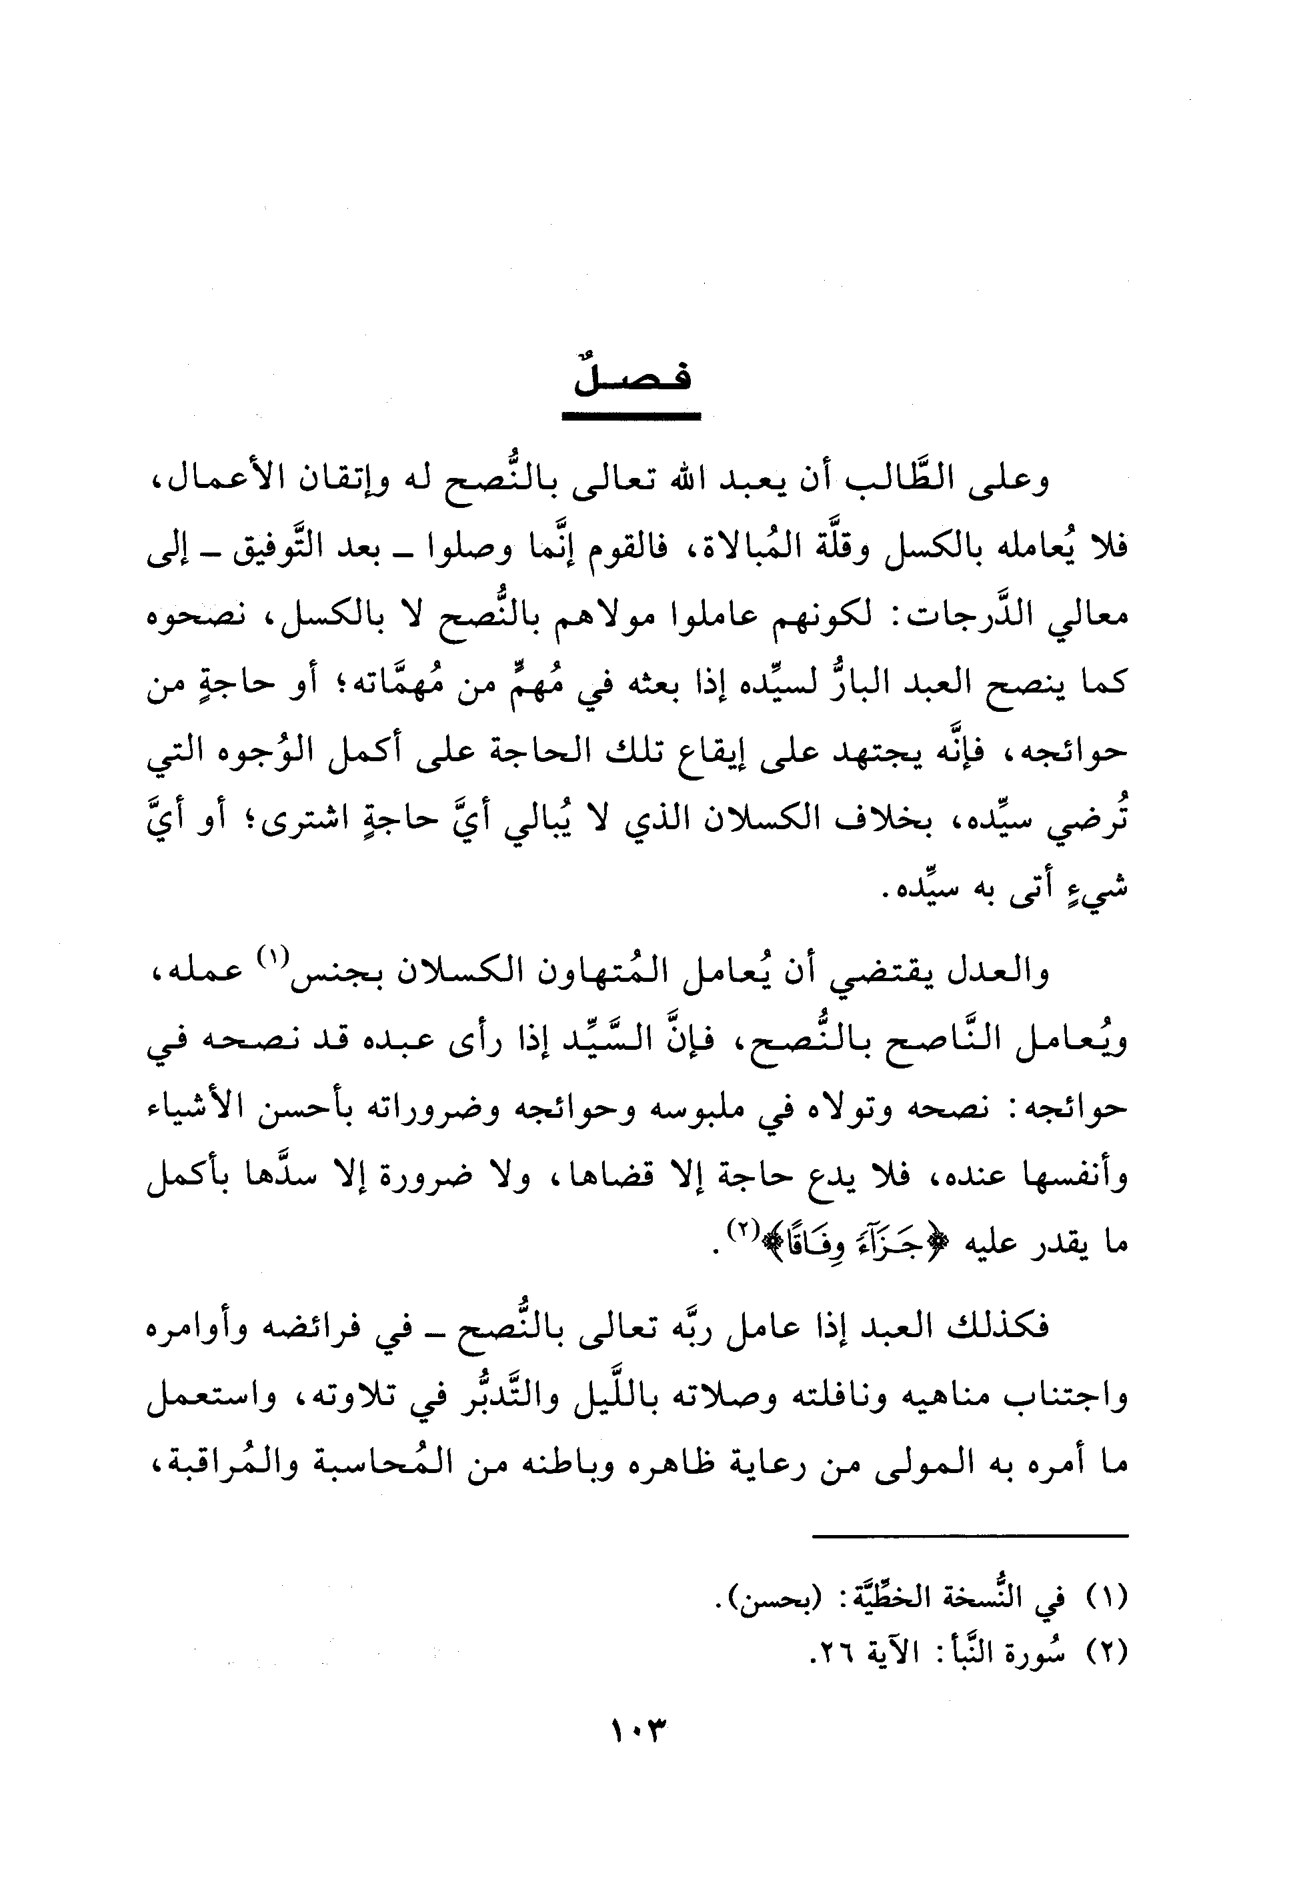 فصلٌ
وعلى الطَّالب أن يعبد الله تعالى بالنُّصح له وإتقان الأعمال،
فلا يُعامله بالكسل وقلَّة المُبالاة، فالقوم إنَّما وصلوا ـ بعد التَّوفيق ـ إلى
معالي الدَّرجات: لكونهم عاملوا مولاهم بالنُّصح لا بالكسل، نصحوه
كما ينصح العبد البارُّ لسيِّده إذا بعثه في مُهمٍّ من مُهمَّاته؛ أو حاجةٍ من
حوائجه، فإنَّه يجتهد على إيقاع تلك الحاجة على أكمل الوُجوه التي
تُرضي سيِّده، بخلاف الكسلان الذي لا يُبالي أيَّ حاجةٍ اشترى؛ أو أيَّ
شيءٍ أتى به سيِّده.
والعدل يقتضي أن يُعامل المُتهاون الكسلان بجنس(١) عمله،
ويُعامل النَّاصح بالنُّصح، فإنَّ السَّيِّد إذا رأى عبده قد نصحه في
حوائجه: نصحه وتولاه في ملبوسه وحوائجه وضروراته بأحسن الأشياء
وأنفسها عنده، فلا يدع حاجة إلا قضاها، ولا ضرورة إلا سدَّها بأكمل
ما يقدر عليه ﴿جَزَآءً وِفَاقًا﴾(٢).
فكذلك العبد إذا عامل ربَّه تعالى بالنُّصح ـ في فرائضه وأوامره
واجتناب مناهيه ونافلته وصلاته باللَّيل والتَّدبُّر في تلاوته، واستعمل
ما أمره به المولى من رعاية ظاهره وباطنه من المُحاسبة والمُراقبة،
(١) في النُّسخة الخطِّيَّة: (بحسن).
(٢) سُورة النَّبأ: الآية ٢٦.
١٠٣